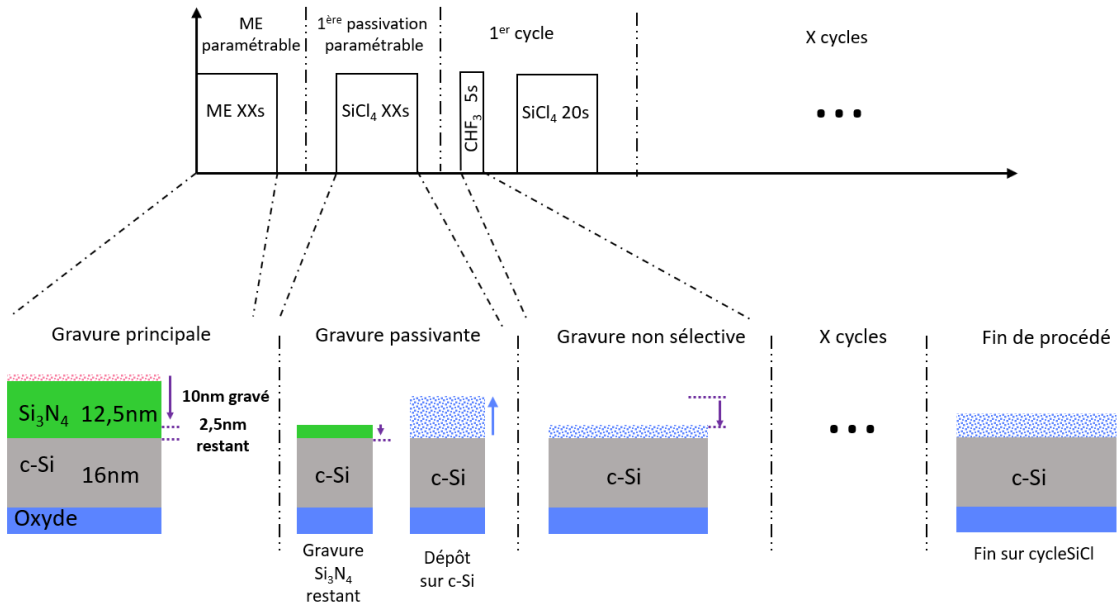 ME
paramétrable
1ère passivation
paramétrable
1er cycle
X cycles
ME XXs
SiCl4 XXs
CHF3 5s
SiCl4 20s
Gravure principale
Gravure passivante
Gravure non sélective
X cycles
Fin de procédé
Si3N4 12,5nm
10nm gravé
2,5nm
restant
c-Si
16nm
Oxyde
c-Si
c-Si
c-Si
c-Si
Gravure
Si3N4
restant
Dépôt
sur c-Si
Fin sur cycleSiCl